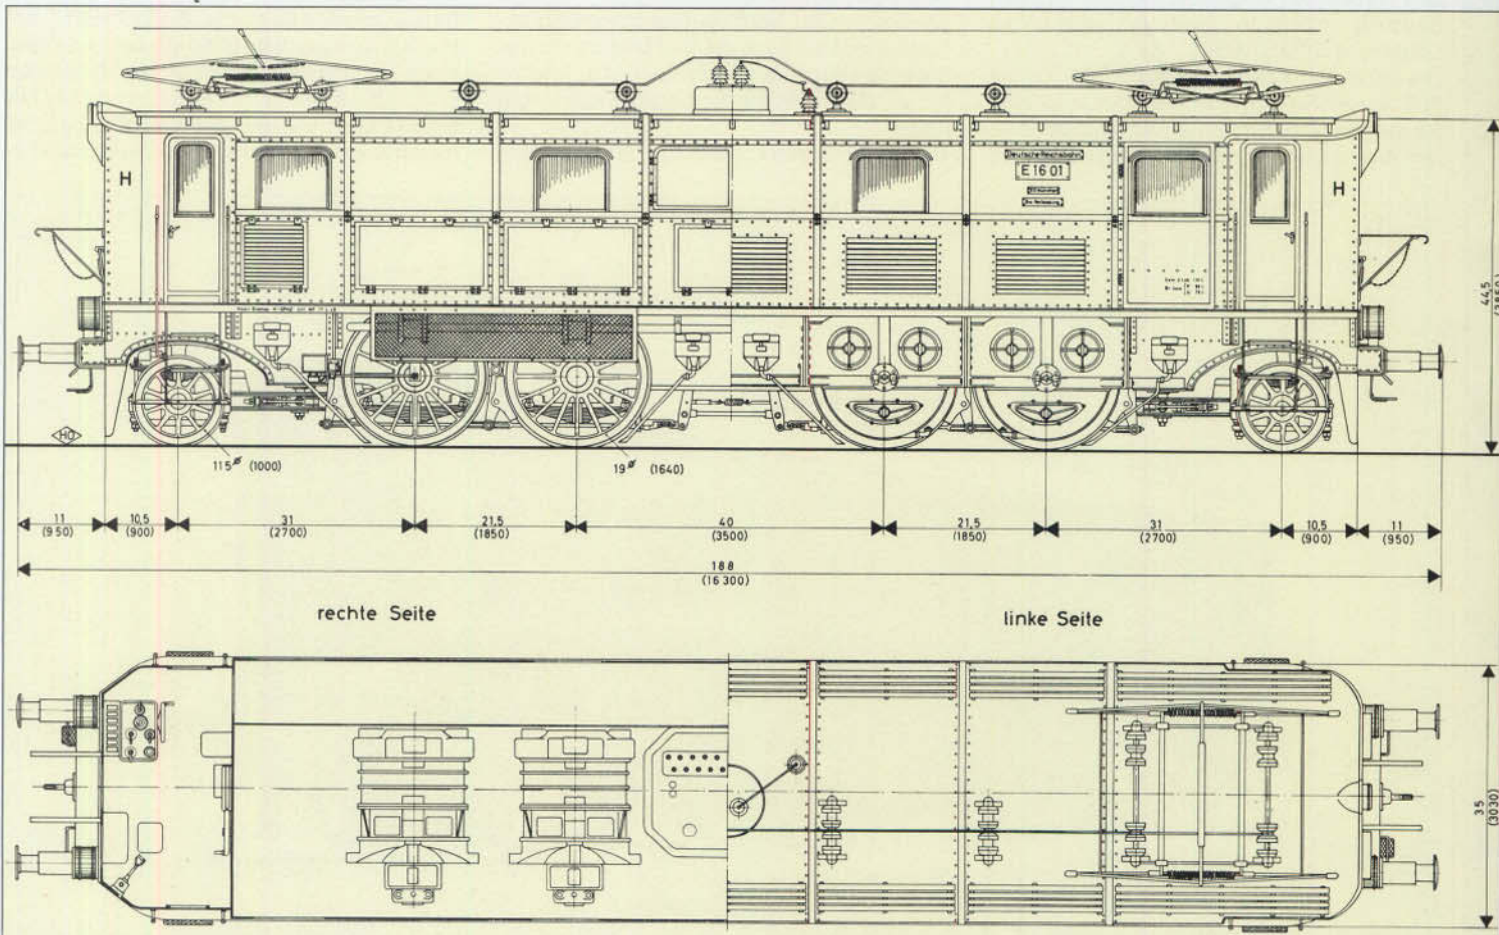 H
Deutsche Reichsbahn
E 16 01
H
44,5
H0
115⌀ (1000)
19⌀ (1640)
11 10,5 31 21,5 40 21,5 31 10,5 11
(950) (900) (2700) (1850) (3500) (1850) (2700) (900) (950)
188
(16 300)
rechte Seite
linke Seite
35
(3030)